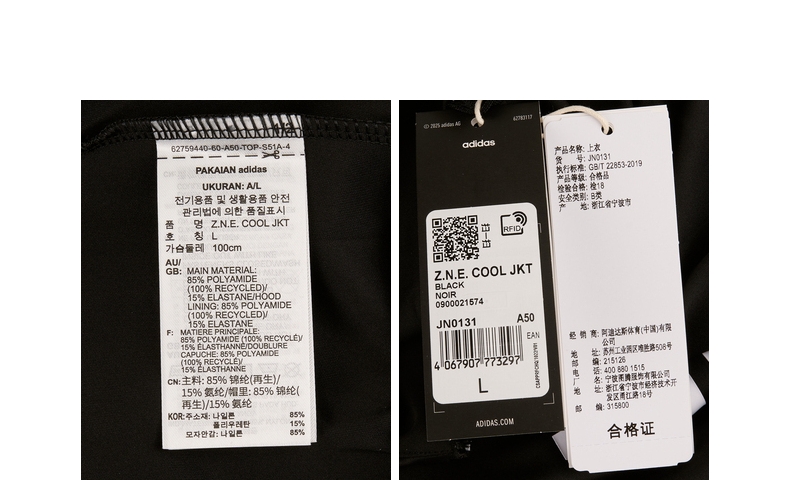 62759440-60-A50-TOP-S51A-4
PAKAIAN adidas
UKURAN: A/L
전기용품 및 생활용품 안전
관리법에 의한 품질표시
품 명 Z.N.E. COOL JKT
호 칭 L
가슴둘레 100cm
AU/
GB: MAIN MATERIAL:
85% POLYAMIDE
(100% RECYCLED)/
15% ELASTANE/HOOD
LINING: 85% POLYAMIDE
(100% RECYCLED)/
15% ELASTANE
F: MATIERE PRINCIPALE:
85% POLYAMIDE (100% RECYCLÉ)/
15% ÉLASTHANNE/DOUBLURE
CAPUCHE: 85% POLYAMIDE
(100% RECYCLÉ)/
15% ÉLASTHANNE
CN: 主料: 85% 锦纶(再生)/
15% 氨纶/帽里: 85% 锦纶(
再生)/15% 氨纶
KOR: 주소재: 나일론 85%
폴리우레탄 15%
모자안감: 나일론 85%
(C) 2025 adidas AG 62783117
adidas
RFID
Z.N.E. COOL JKT
BLACK
NOIR
0900021574
JN0131 A50
EAN
4 067907 773297
L
ADIDAS.COM
产品名称: 上衣
货 号: JN0131
执行标准: GB/T 22853-2019
产品等级: 合格品
检验合格: 检18
安全类别: B类
产 地: 浙江省宁波市
经 销 商: 阿迪达斯体育(中国)有限
公司
地 址: 苏州工业园区唯胜路508号
邮 编: 215126
电 话: 400 880 1515
厂 名: 宁波图腾服饰有限公司
地 址: 浙江省宁波市经济技术开
发区甬江路18号
邮 编: 315800
合格证